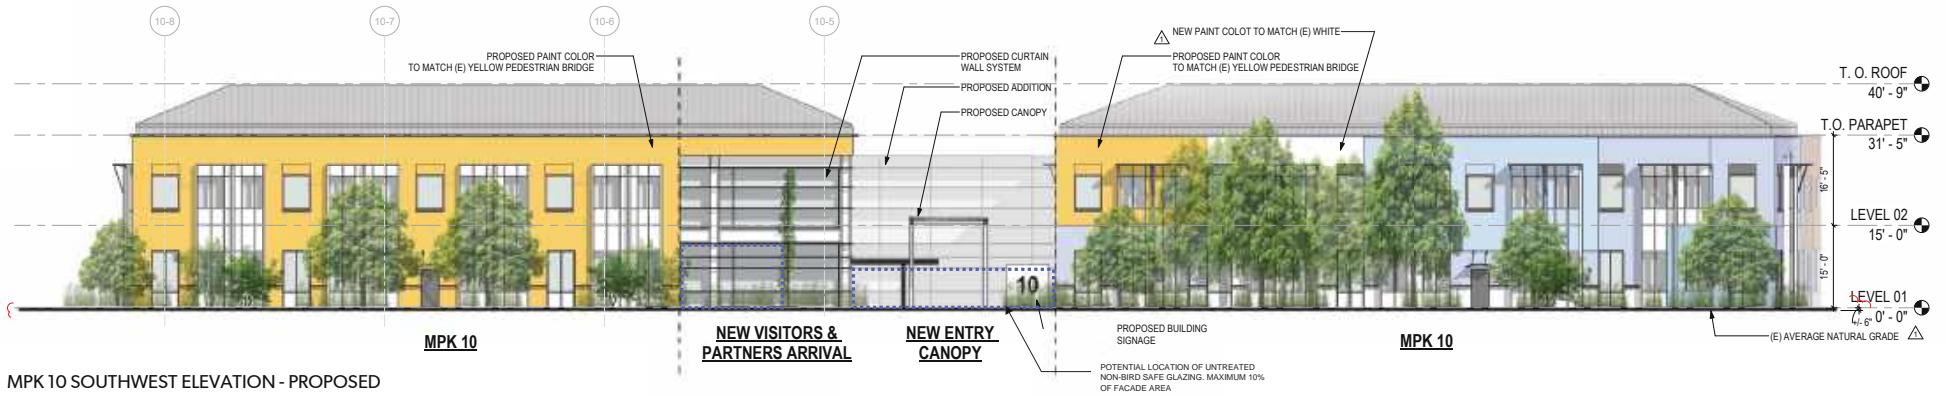 10-8
10-7
10-6
10-5
PROPOSED PAINT COLOR
TO MATCH (E) YELLOW PEDESTRIAN BRIDGE
PROPOSED CURTAIN
WALL SYSTEM
PROPOSED ADDITION
PROPOSED CANOPY
1
NEW PAINT COLOT TO MATCH (E) WHITE
PROPOSED PAINT COLOR
TO MATCH (E) YELLOW PEDESTRIAN BRIDGE
T. O. ROOF
40' - 9"
T.O. PARAPET
31' - 5"
16' - 5"
LEVEL 02
15' - 0"
15' - 0"
LEVEL 01
0' - 0"
+/- 6"
10
MPK 10
NEW VISITORS &
PARTNERS ARRIVAL
NEW ENTRY
CANOPY
PROPOSED BUILDING
SIGNAGE
MPK 10
(E) AVERAGE NATURAL GRADE
1
POTENTIAL LOCATION OF UNTREATED
NON-BIRD SAFE GLAZING. MAXIMUM 10%
OF FACADE AREA
MPK 10 SOUTHWEST ELEVATION - PROPOSED